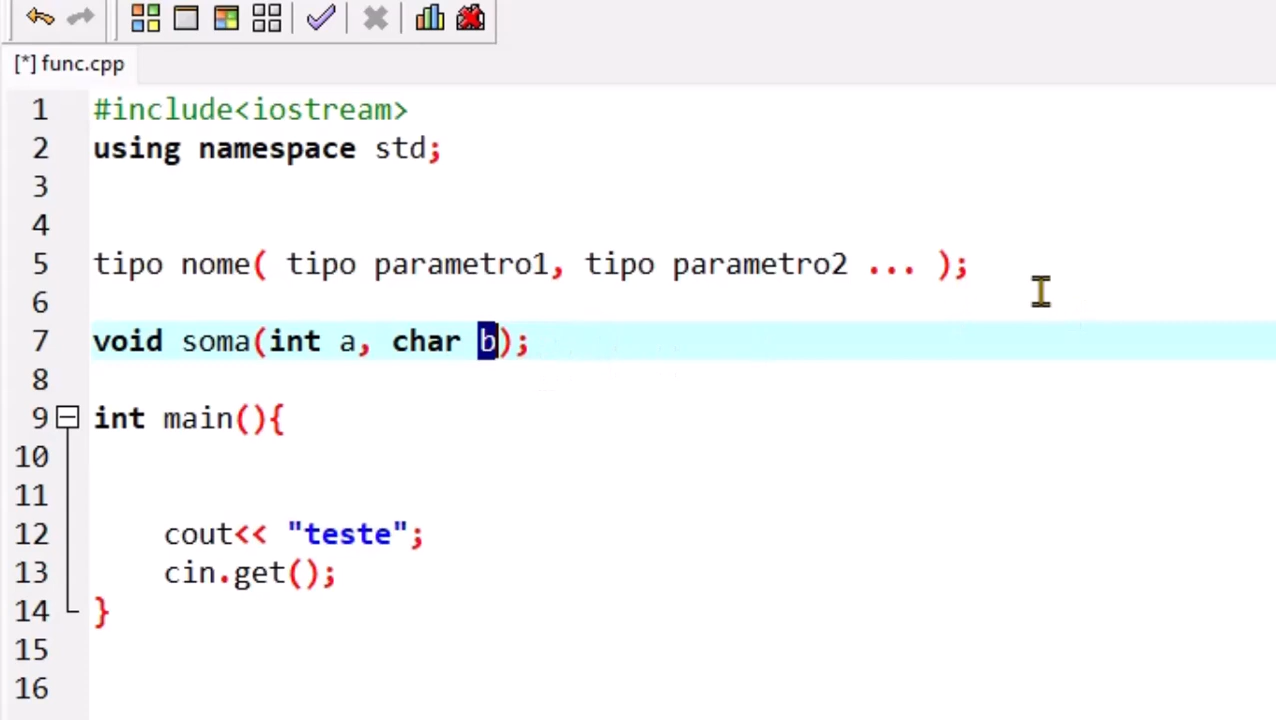 [*] func.cpp
1 #include<iostream>
2 using namespace std;
3
4
5 tipo nome( tipo parametro1, tipo parametro2 ... );
6
7 void soma(int a, char b);
8
9 int main(){
10
11
12 cout<< "teste";
13 cin.get();
14 }
15
16